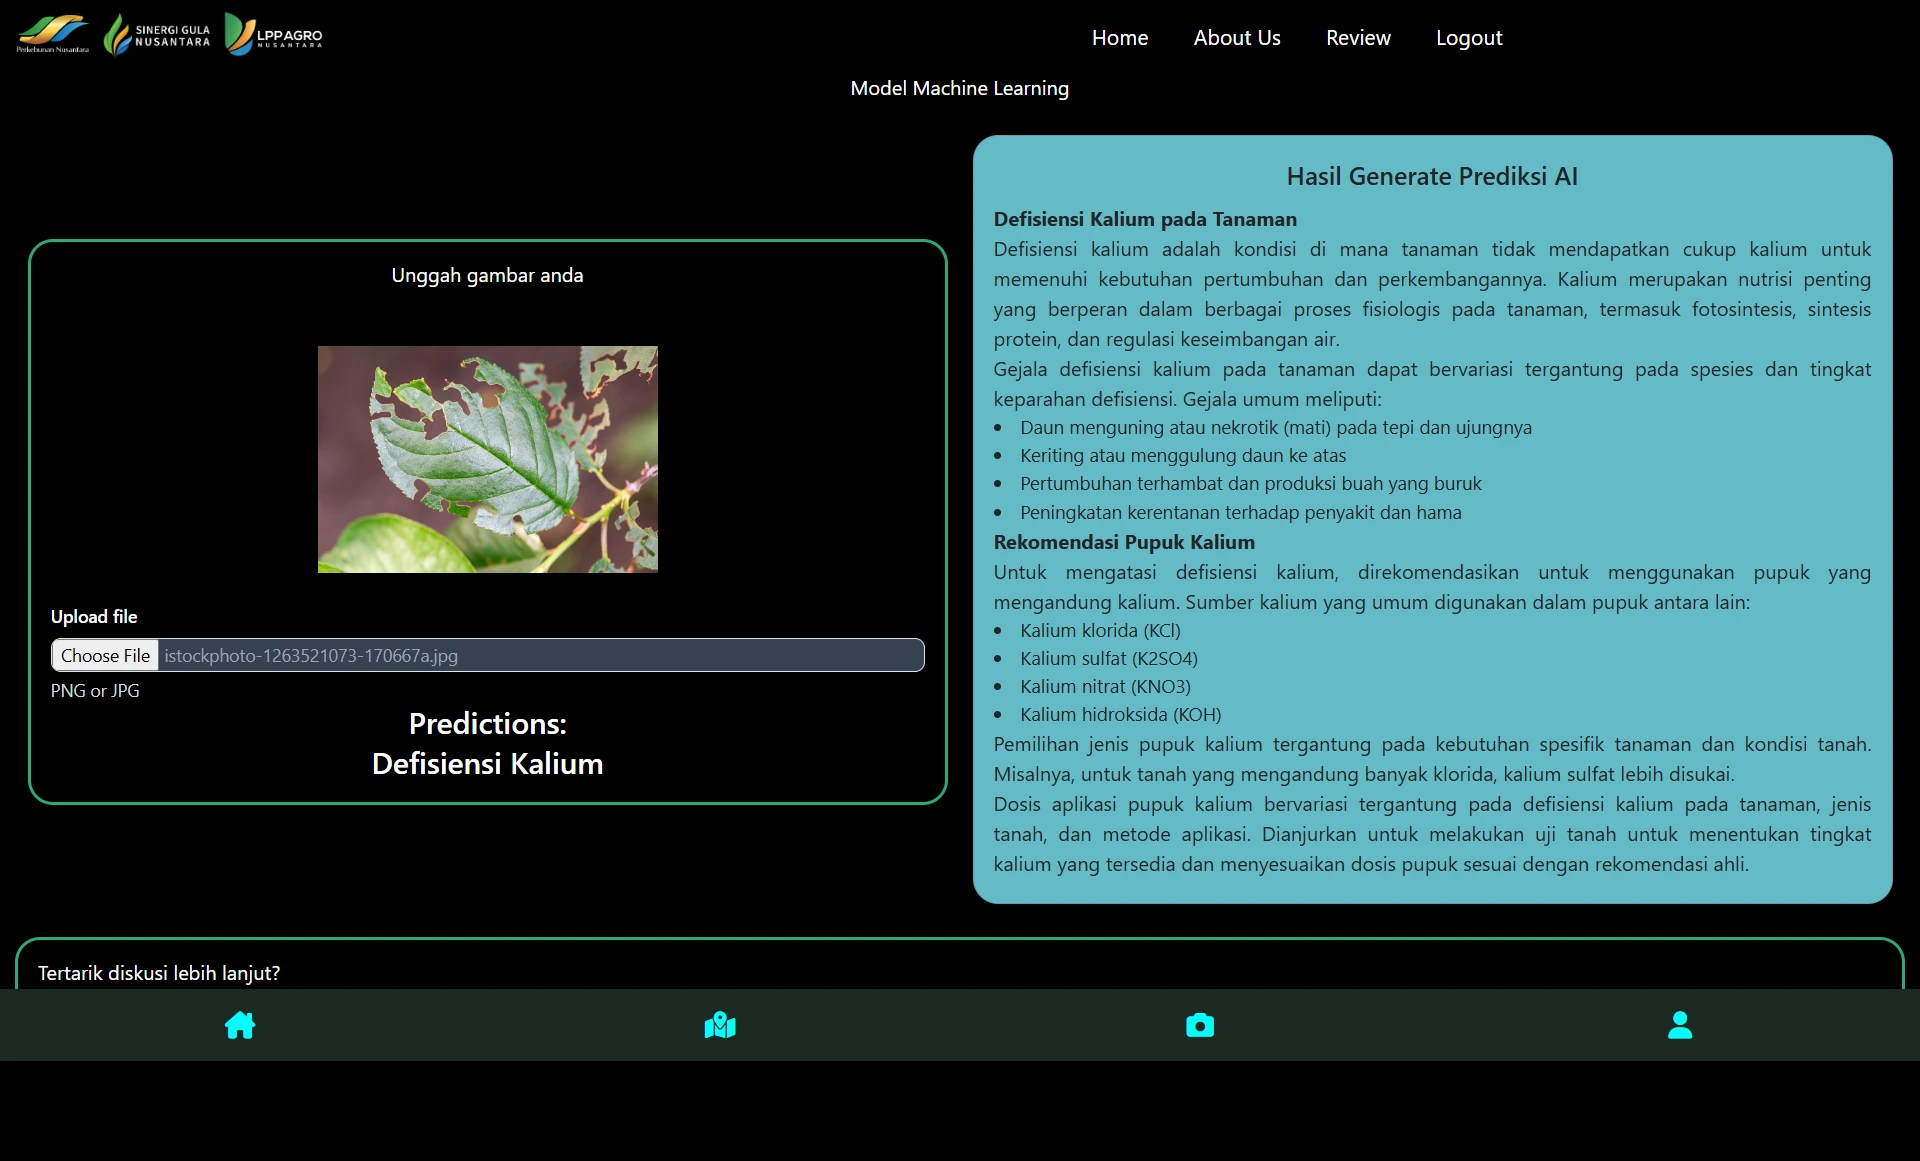 Perkebunan Nusantara
SINERGI GULA
NUSANTARA
LPP AGRO
NUSANTARA
Home
About Us
Review
Logout
Model Machine Learning
Unggah gambar anda
Upload file
Choose File istockphoto-1263521073-170667a.jpg
PNG or JPG
Predictions:
Defisiensi Kalium
Hasil Generate Prediksi AI
Defisiensi Kalium pada Tanaman
Defisiensi kalium adalah kondisi di mana tanaman tidak mendapatkan cukup kalium untuk
memenuhi kebutuhan pertumbuhan dan perkembangannya. Kalium merupakan nutrisi penting
yang berperan dalam berbagai proses fisiologis pada tanaman, termasuk fotosintesis, sintesis
protein, dan regulasi keseimbangan air.
Gejala defisiensi kalium pada tanaman dapat bervariasi tergantung pada spesies dan tingkat
keparahan defisiensi. Gejala umum meliputi:
• Daun menguning atau nekrotik (mati) pada tepi dan ujungnya
• Keriting atau menggulung daun ke atas
• Pertumbuhan terhambat dan produksi buah yang buruk
• Peningkatan kerentanan terhadap penyakit dan hama
Rekomendasi Pupuk Kalium
Untuk mengatasi defisiensi kalium, direkomendasikan untuk menggunakan pupuk yang
mengandung kalium. Sumber kalium yang umum digunakan dalam pupuk antara lain:
• Kalium klorida (KCl)
• Kalium sulfat (K2SO4)
• Kalium nitrat (KNO3)
• Kalium hidroksida (KOH)
Pemilihan jenis pupuk kalium tergantung pada kebutuhan spesifik tanaman dan kondisi tanah.
Misalnya, untuk tanah yang mengandung banyak klorida, kalium sulfat lebih disukai.
Dosis aplikasi pupuk kalium bervariasi tergantung pada defisiensi kalium pada tanaman, jenis
tanah, dan metode aplikasi. Dianjurkan untuk melakukan uji tanah untuk menentukan tingkat
kalium yang tersedia dan menyesuaikan dosis pupuk sesuai dengan rekomendasi ahli.
Tertarik diskusi lebih lanjut?